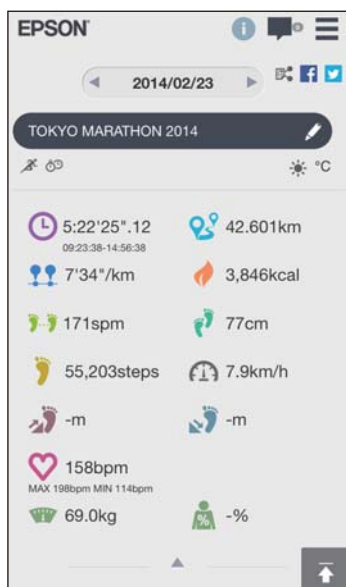 EPSON
2014/02/23
TOKYO MARATHON 2014
°C
5:22'25".12
09:23:38-14:56:38
42.601km
7'34"/km
3,846kcal
171spm
77cm
55,203steps
7.9km/h
-m
-m
158bpm
MAX 198bpm MIN 114bpm
69.0kg
-%